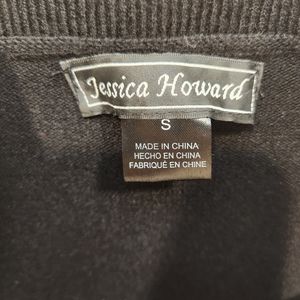 Jessica Howard
S
MADE IN CHINA
HECHO EN CHINA
FABRIQUÉ EN CHINE